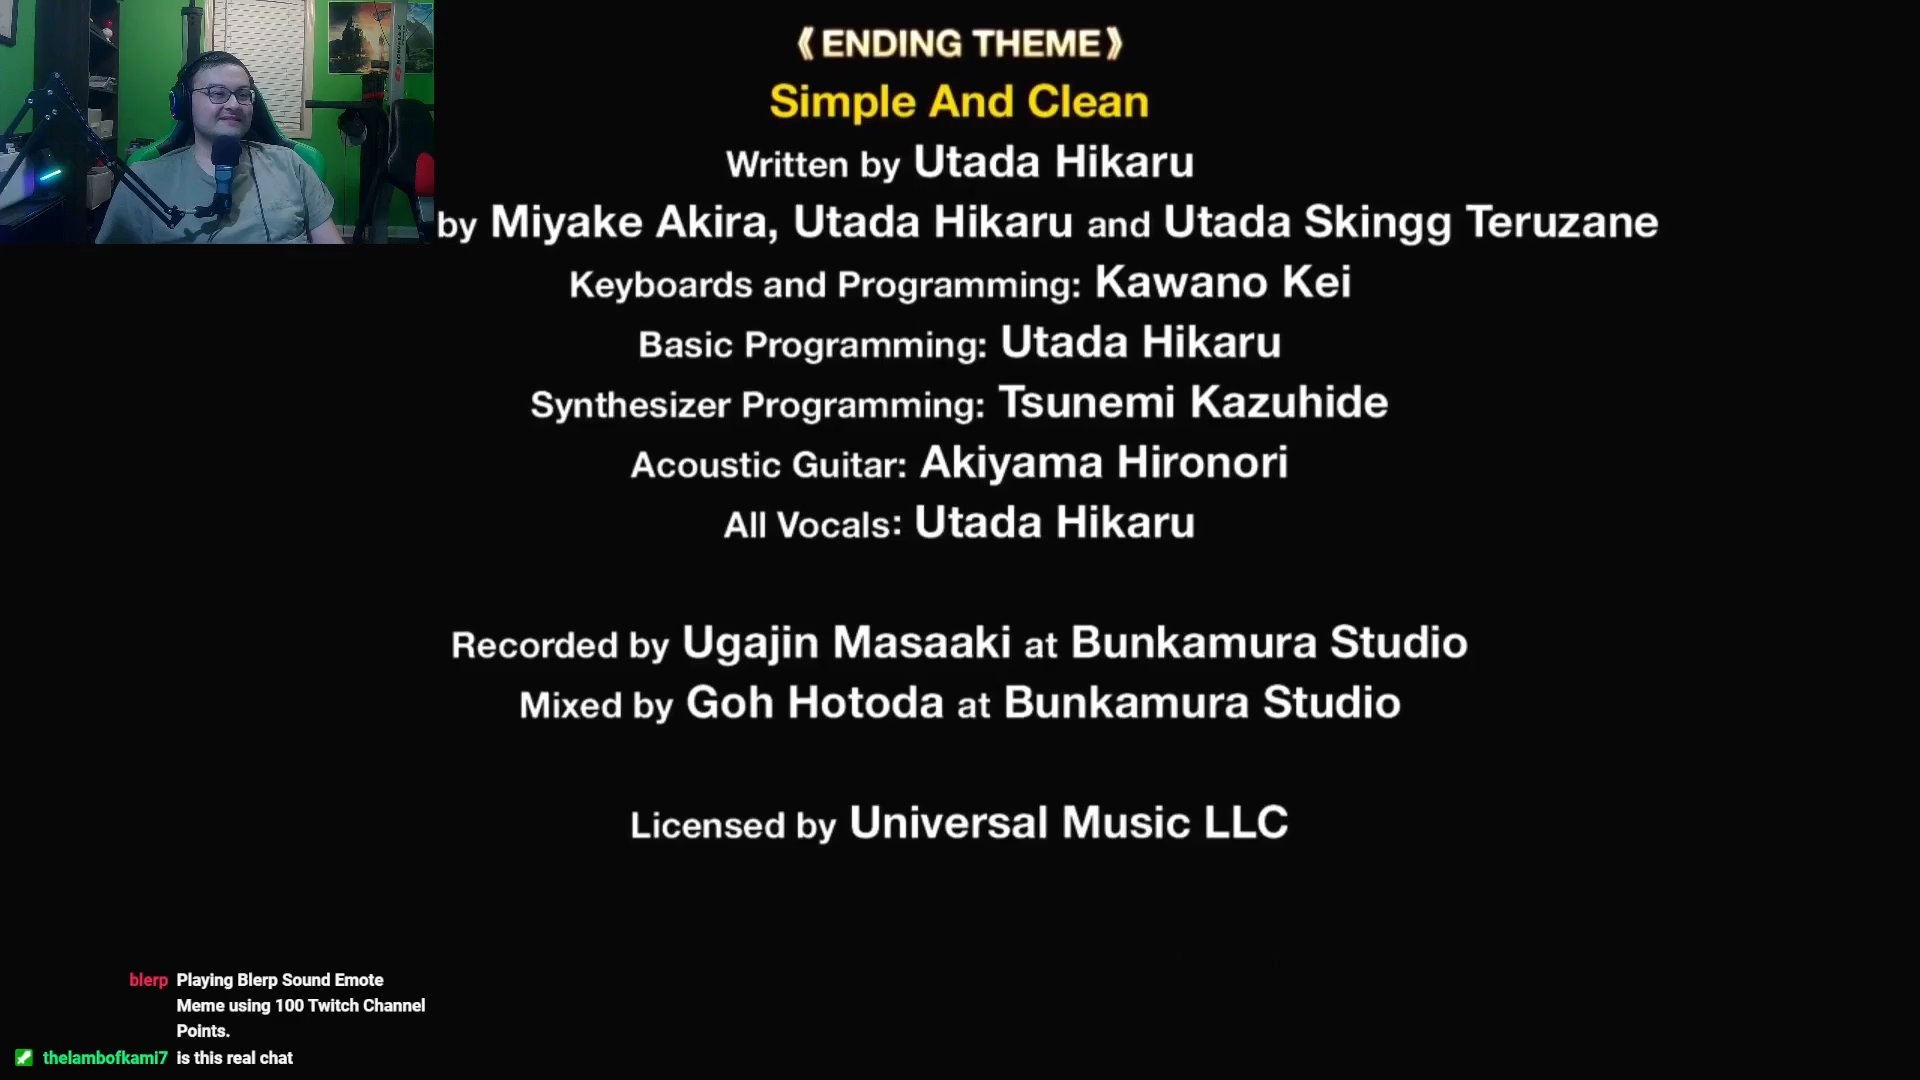 《 ENDING THEME 》
Simple And Clean
Written by Utada Hikaru
by Miyake Akira, Utada Hikaru and Utada Skingg Teruzane
Keyboards and Programming: Kawano Kei
Basic Programming: Utada Hikaru
Synthesizer Programming: Tsunemi Kazuhide
Acoustic Guitar: Akiyama Hironori
All Vocals: Utada Hikaru
Recorded by Ugajin Masaaki at Bunkamura Studio
Mixed by Goh Hotoda at Bunkamura Studio
Licensed by Universal Music LLC
blerp Playing Blerp Sound Emote
Meme using 100 Twitch Channel
Points.
thelambofkami7 is this real chat